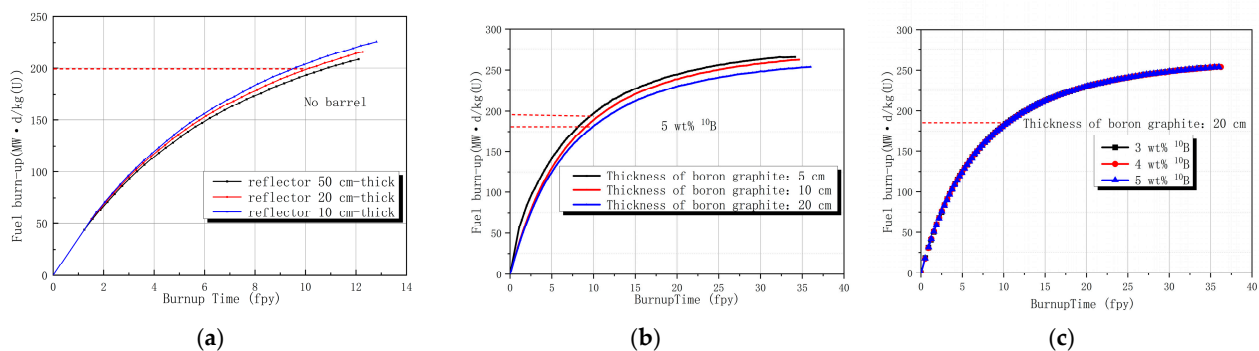 250
200
150
100
50
0
Fuel burn-up(MW·d/kg(U))
No barrel
reflector 50 cm-thick
reflector 20 cm-thick
reflector 10 cm-thick
0 2 4 6 8 10 12 14
Burnup Time (fpy)
(a)
350
300
250
200
150
100
50
0
Fuel burn-up(MW·d/kg(U))
5 wt% ¹⁰B
Thickness of boron graphite: 5 cm
Thickness of boron graphite: 10 cm
Thickness of boron graphite: 20 cm
0 5 10 15 20 25 30 35 40
BurnupTime (fpy)
(b)
300
250
200
150
100
50
0
Fuel burn-up(MW·d/kg(U))
Thickness of boron graphite: 20 cm
3 wt% ¹⁰B
4 wt% ¹⁰B
5 wt% ¹⁰B
0 5 10 15 20 25 30 35 40
BurnupTime (fpy)
(c)